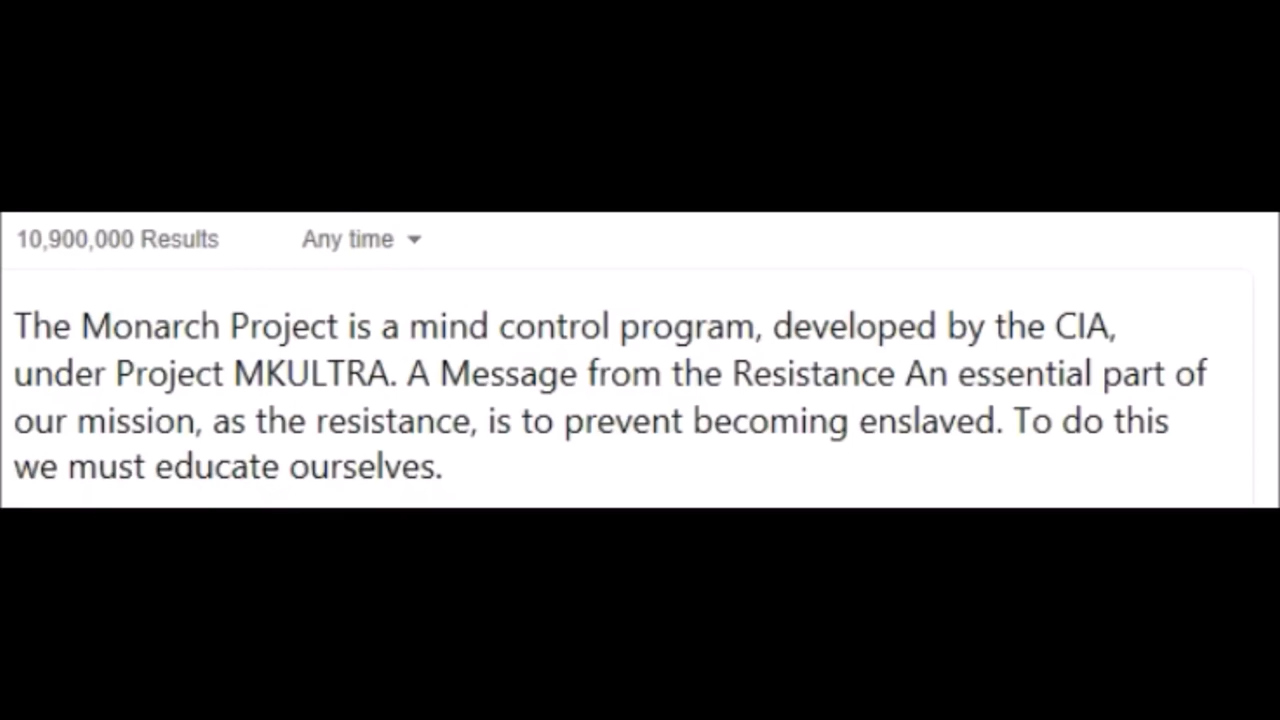 10,900,000 Results Any time
The Monarch Project is a mind control program, developed by the CIA,
under Project MKULTRA. A Message from the Resistance An essential part of
our mission, as the resistance, is to prevent becoming enslaved. To do this
we must educate ourselves.